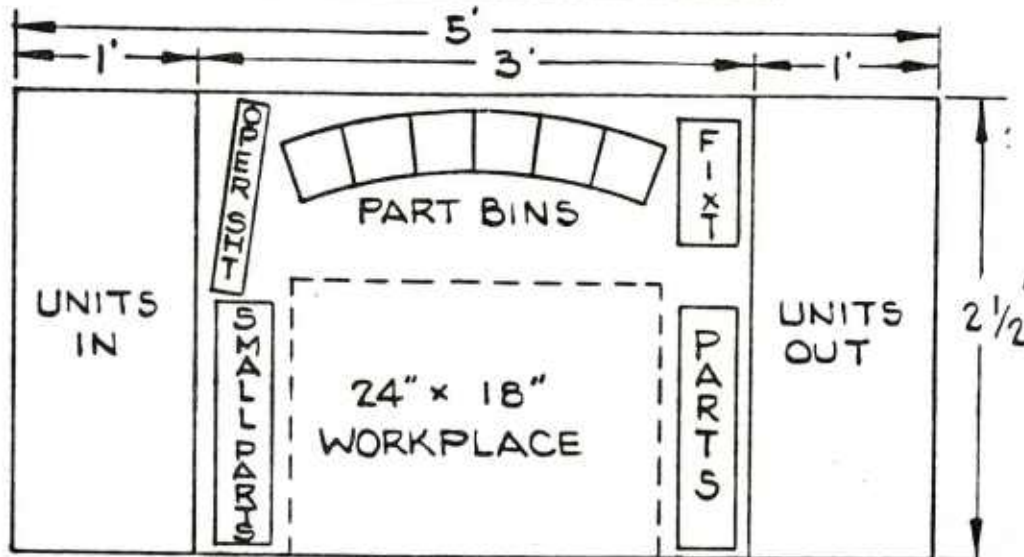 5'
1' 3' 1'
OPER SHT
PART BINS
FIXT
UNITS
IN
SMALL PARTS
24" x 18"
WORKPLACE
PARTS
UNITS
OUT
2 1/2'